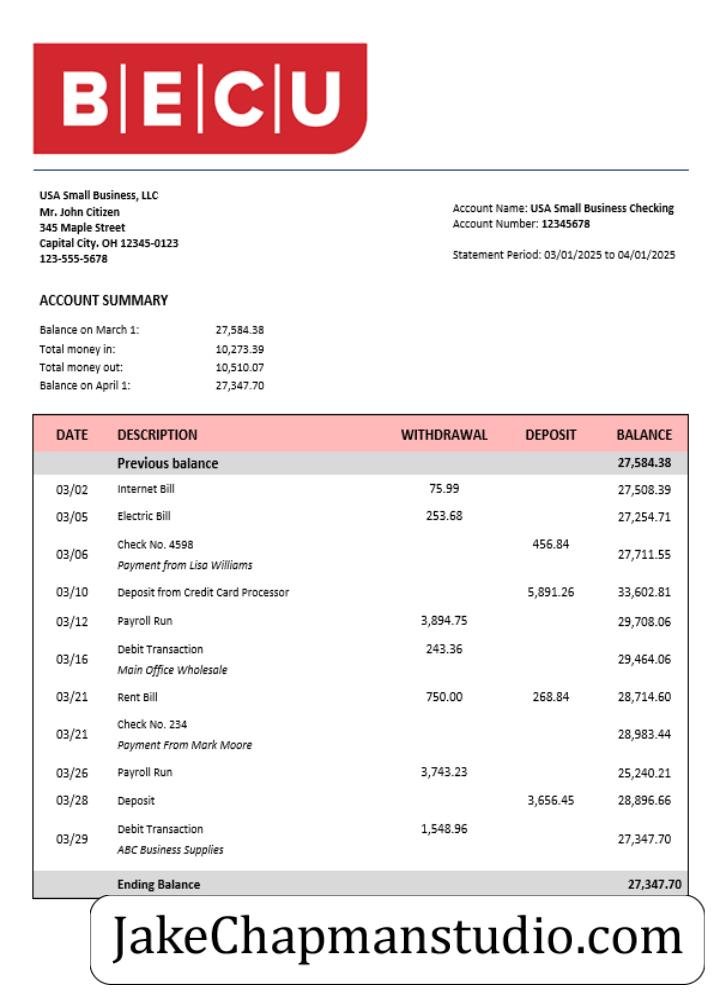 B|E|C|U
USA Small Business, LLC
Mr. John Citizen
345 Maple Street
Capital City. OH 12345-0123
123-555-5678
Account Name: USA Small Business Checking
Account Number: 12345678
Statement Period: 03/01/2025 to 04/01/2025
ACCOUNT SUMMARY
Balance on March 1: 27,584.38
Total money in: 10,273.39
Total money out: 10,510.07
Balance on April 1: 27,347.70
DATE DESCRIPTION WITHDRAWAL DEPOSIT BALANCE
Previous balance 27,584.38
03/02 Internet Bill 75.99 27,508.39
03/05 Electric Bill 253.68 27,254.71
03/06 Check No. 4598 456.84 27,711.55
Payment from Lisa Williams
03/10 Deposit from Credit Card Processor 5,891.26 33,602.81
03/12 Payroll Run 3,894.75 29,708.06
03/16 Debit Transaction 243.36 29,464.06
Main Office Wholesale
03/21 Rent Bill 750.00 268.84 28,714.60
03/21 Check No. 234 28,983.44
Payment From Mark Moore
03/26 Payroll Run 3,743.23 25,240.21
03/28 Deposit 3,656.45 28,896.66
03/29 Debit Transaction 1,548.96 27,347.70
ABC Business Supplies
Ending Balance 27,347.70
JakeChapmanstudio.com